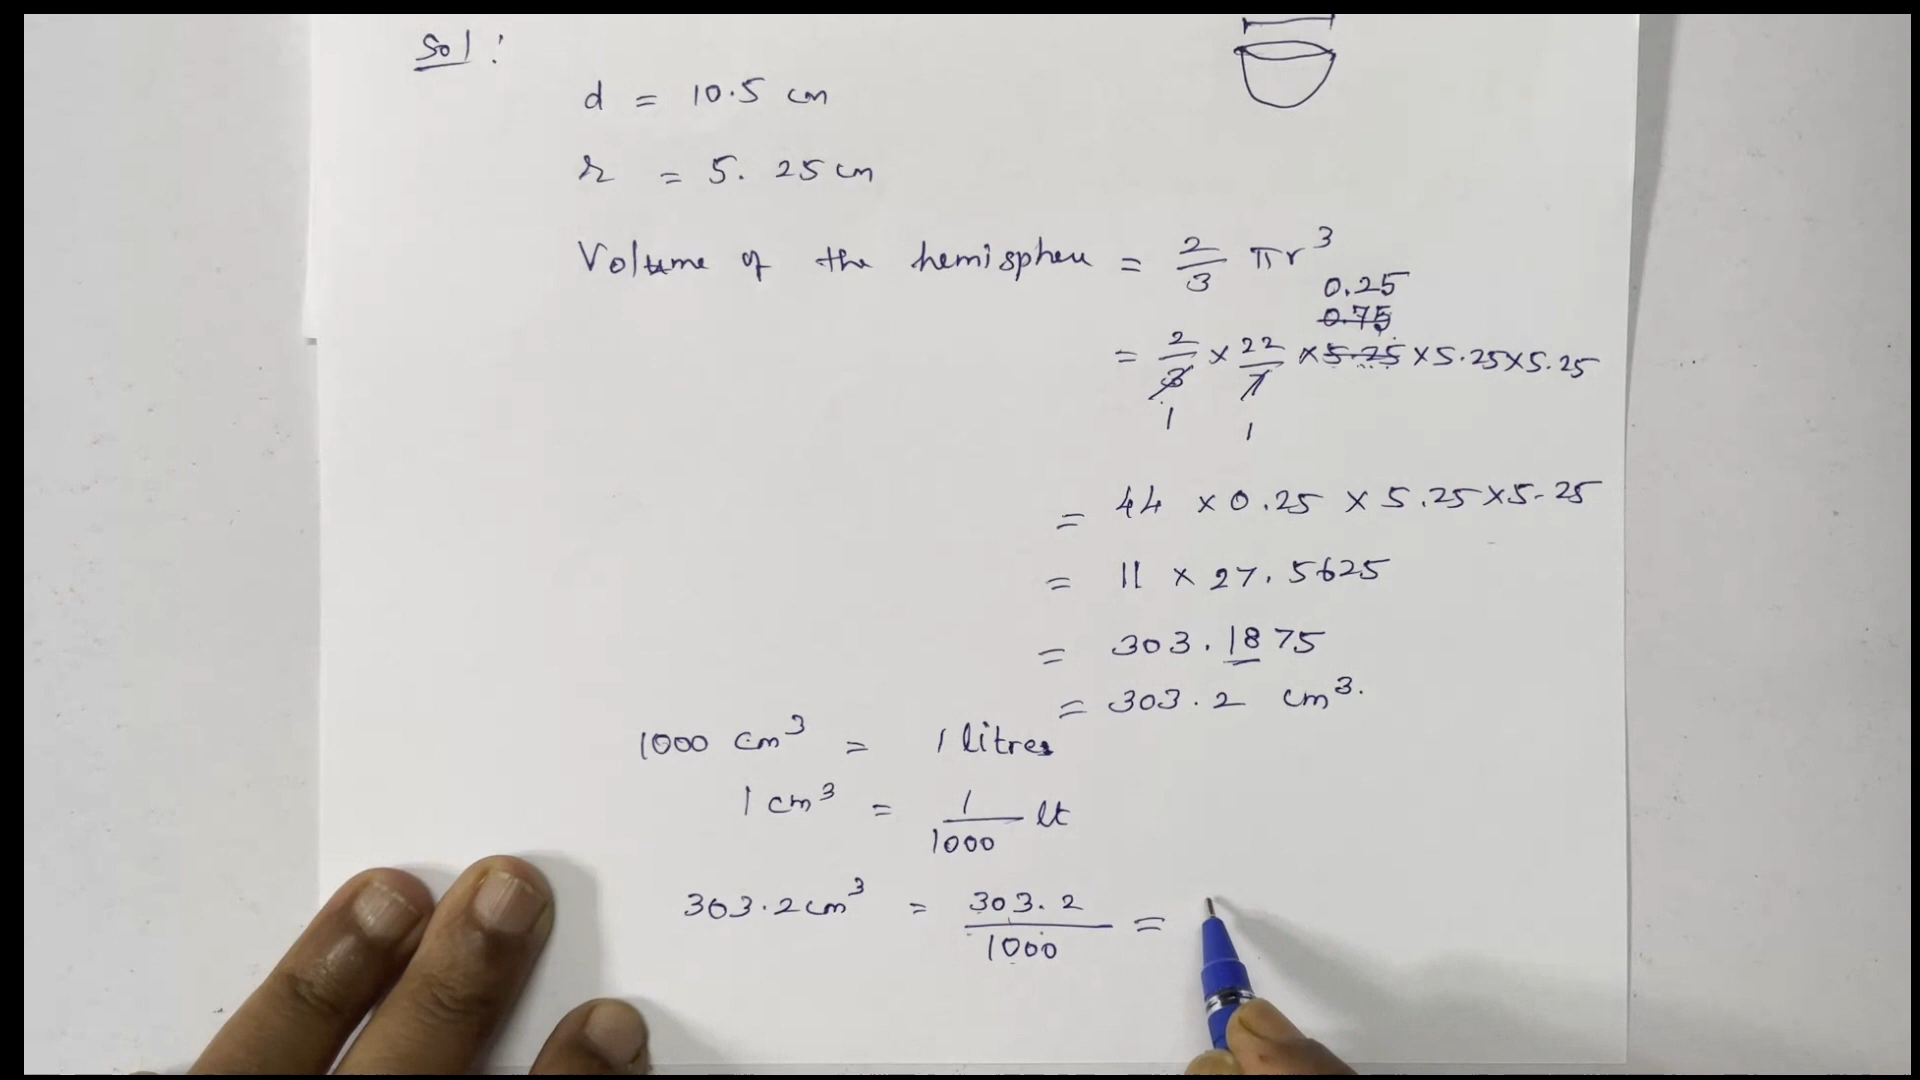 Sol :
d = 10.5 cm
r = 5.25 cm
Volume of the hemisphere = 2/3 πr³
0.25
0.75
= 2/3 × 22/7 × 5.25 × 5.25 × 5.25
1 1
= 44 × 0.25 × 5.25 × 5.25
= 11 × 27.5625
= 303.1875
= 303.2 cm³.
1000 cm³ = 1 litres
1 cm³ = 1/1000 lt
303.2 cm³ = 303.2/1000 =